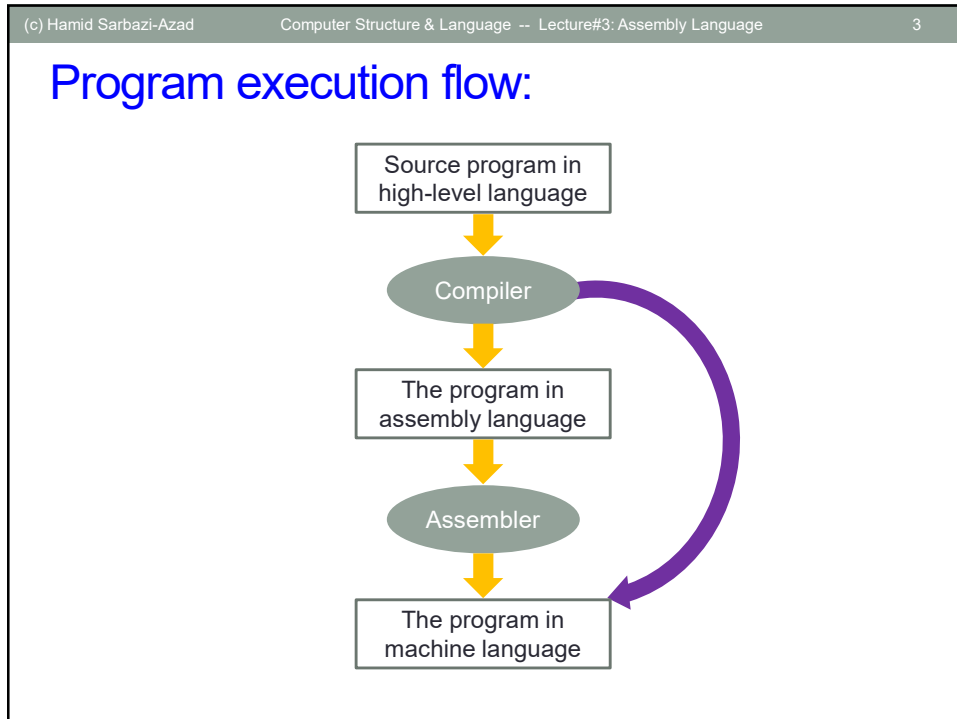 (c) Hamid Sarbazi-Azad Computer Structure & Language -- Lecture#3: Assembly Language 3
Program execution flow:
Source program in
high-level language
Compiler
The program in
assembly language
Assembler
The program in
machine language